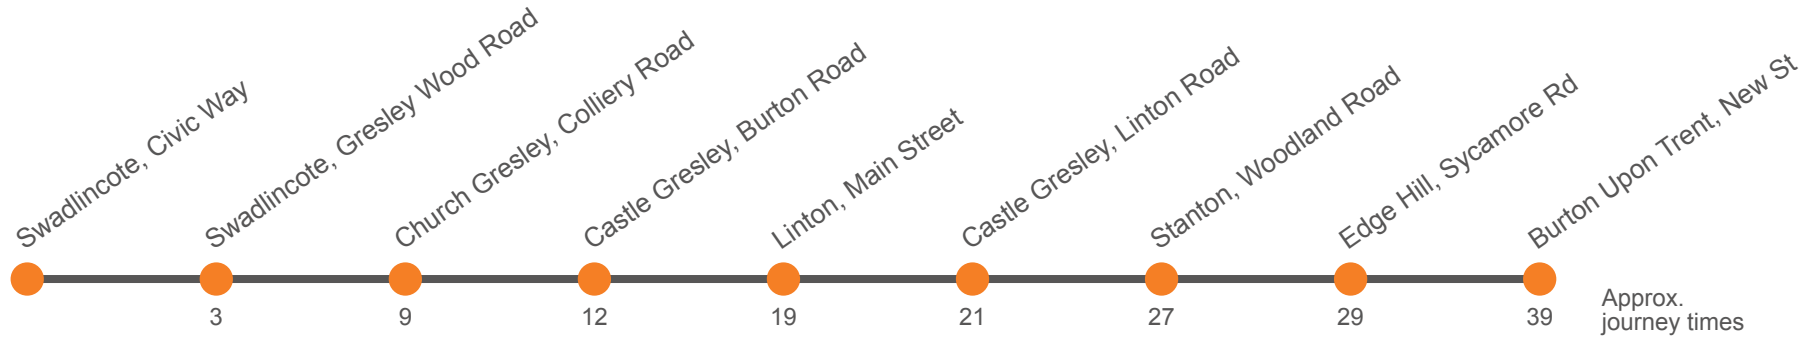 Swadlincote, Civic Way
Swadlincote, Gresley Wood Road
Church Gresley, Colliery Road
Castle Gresley, Burton Road
Linton, Main Street
Castle Gresley, Linton Road
Stanton, Woodland Road
Edge Hill, Sycamore Rd
Burton Upon Trent, New St
3
9
12
19
21
27
29
39
Approx.
journey times